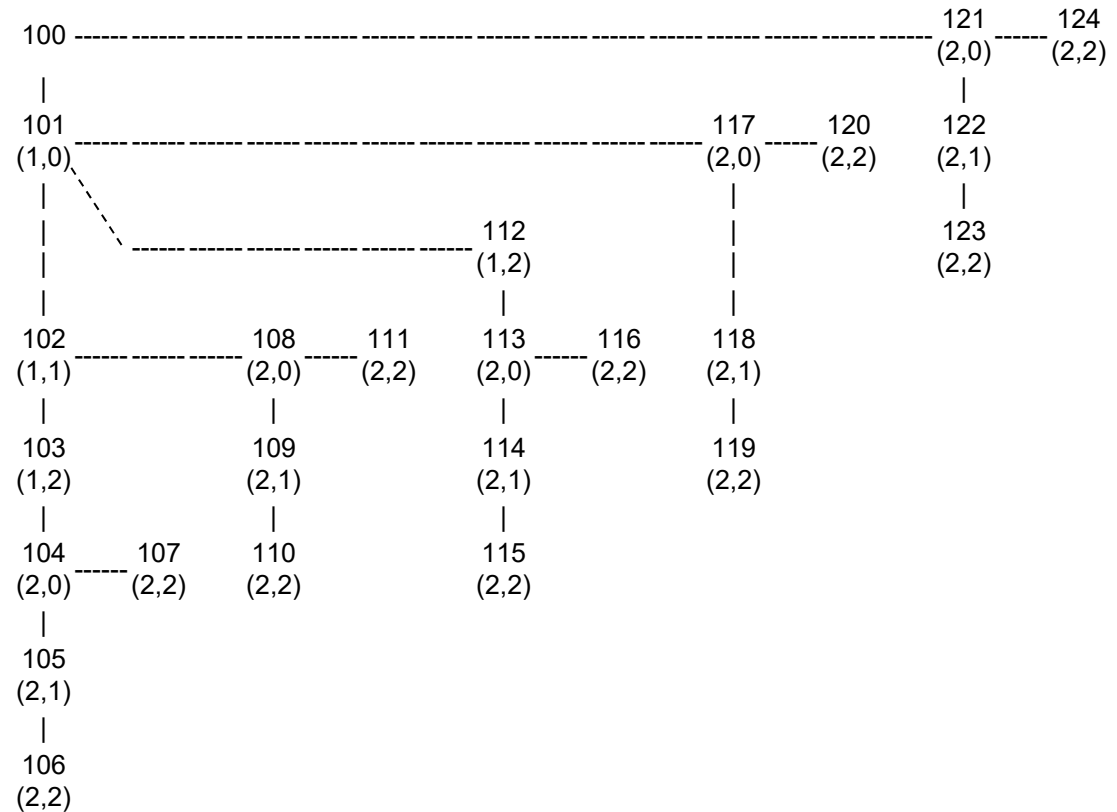 100 121 124
(2,0) (2,2)
101 117 120 122
(1,0) (2,0) (2,2) (2,1)
112 123
(1,2) (2,2)
102 108 111 113 116 118
(1,1) (2,0) (2,2) (2,0) (2,2) (2,1)
103 109 114 119
(1,2) (2,1) (2,1) (2,2)
104 107 110 115
(2,0) (2,2) (2,2) (2,2)
105
(2,1)
106
(2,2)